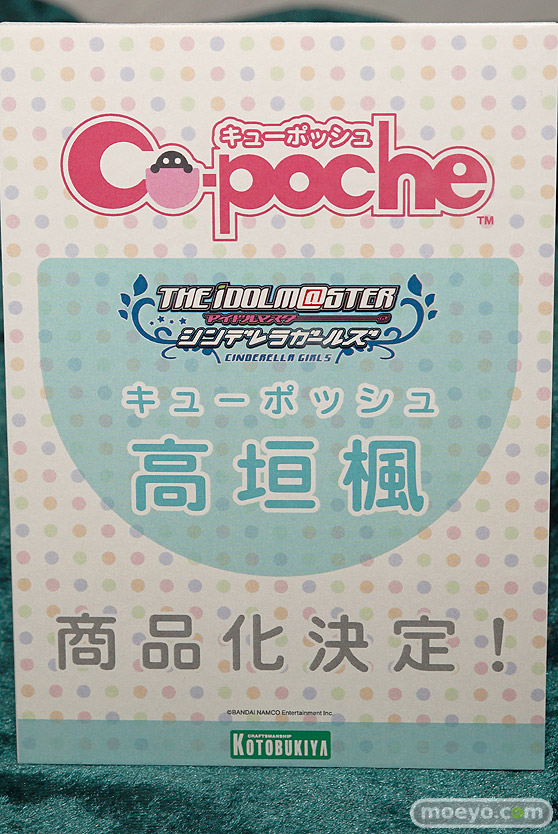 キューポッシュ
Cu-poche
TM
THE iDOLM@STER
アイドルマスター
シンデレラガールズ
CINDERELLA GIRLS
キューポッシュ
高垣楓
商品化決定!
©BANDAI NAMCO Entertainment Inc.
CRAFTSMANSHIP
KOTOBUKIYA
moeyo.com